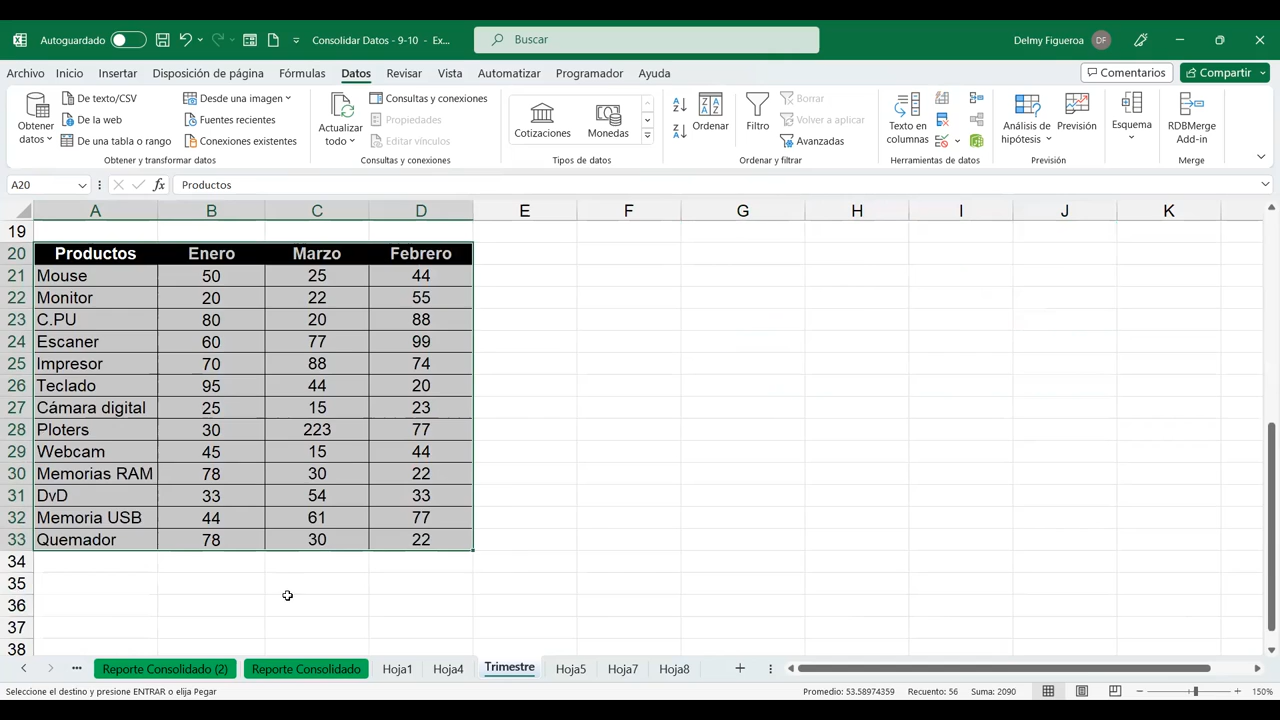 Autoguardado
Consolidar Datos - 9-10 - Ex...
Buscar
Delmy Figueroa DF
Archivo Inicio Insertar Disposición de página Fórmulas Datos Revisar Vista Automatizar Programador Ayuda
Comentarios Compartir
Obtener datos
De texto/CSV
De la web
De una tabla o rango
Desde una imagen
Fuentes recientes
Conexiones existentes
Obtener y transformar datos
Actualizar todo
Consultas y conexiones
Propiedades
Editar vínculos
Consultas y conexiones
Cotizaciones
Monedas
Tipos de datos
Ordenar
Filtro
Borrar
Volver a aplicar
Avanzadas
Ordenar y filtrar
Texto en columnas
Herramientas de datos
Análisis de hipótesis
Previsión
Previsión
Esquema
RDBMerge Add-in
Merge
A20 fx Productos
A B C D E F G H I J K
19
20 Productos Enero Marzo Febrero
21 Mouse 50 25 44
22 Monitor 20 22 55
23 C.PU 80 20 88
24 Escaner 60 77 99
25 Impresor 70 88 74
26 Teclado 95 44 20
27 Cámara digital 25 15 23
28 Ploters 30 223 77
29 Webcam 45 15 44
30 Memorias RAM 78 30 22
31 DvD 33 54 33
32 Memoria USB 44 61 77
33 Quemador 78 30 22
34
35
36
37
38
Reporte Consolidado (2) Reporte Consolidado Hoja1 Hoja4 Trimestre Hoja5 Hoja7 Hoja8
Seleccione el destino y presione ENTRAR o elija Pegar Promedio: 53.58974359 Recuento: 56 Suma: 2090 150%